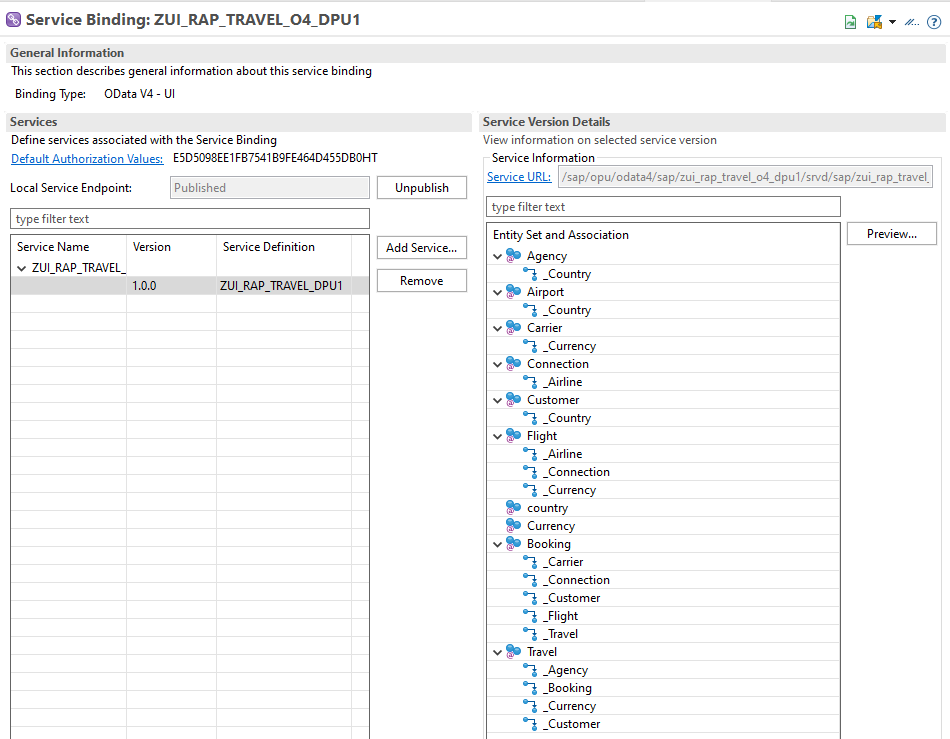 Service Binding: ZUI_RAP_TRAVEL_O4_DPU1
General Information
This section describes general information about this service binding
Binding Type: OData V4 - UI
Services
Define services associated with the Service Binding
Default Authorization Values: E5D5098EE1FB7541B9FE464D455DB0HT
Local Service Endpoint: Published Unpublish
type filter text
Service Name Version Service Definition
Add Service...
ZUI_RAP_TRAVEL_
1.0.0 ZUI_RAP_TRAVEL_DPU1
Remove
Service Version Details
View information on selected service version
Service Information
Service URL: /sap/opu/odata4/sap/zui_rap_travel_o4_dpu1/srvd/sap/zui_rap_travel_
type filter text
Entity Set and Association
Preview...
Agency
_Country
Airport
_Country
Carrier
_Currency
Connection
_Airline
Customer
_Country
Flight
_Airline
_Connection
_Currency
country
Currency
Booking
_Carrier
_Connection
_Customer
_Flight
_Travel
Travel
_Agency
_Booking
_Currency
_Customer